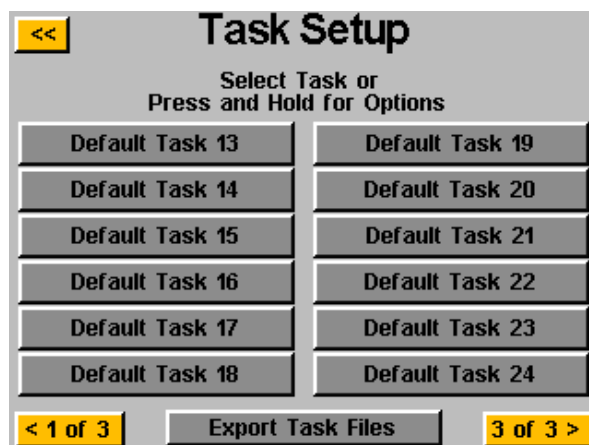 <<
Task Setup
Select Task or
Press and Hold for Options
Default Task 13
Default Task 19
Default Task 14
Default Task 20
Default Task 15
Default Task 21
Default Task 16
Default Task 22
Default Task 17
Default Task 23
Default Task 18
Default Task 24
< 1 of 3
Export Task Files
3 of 3 >